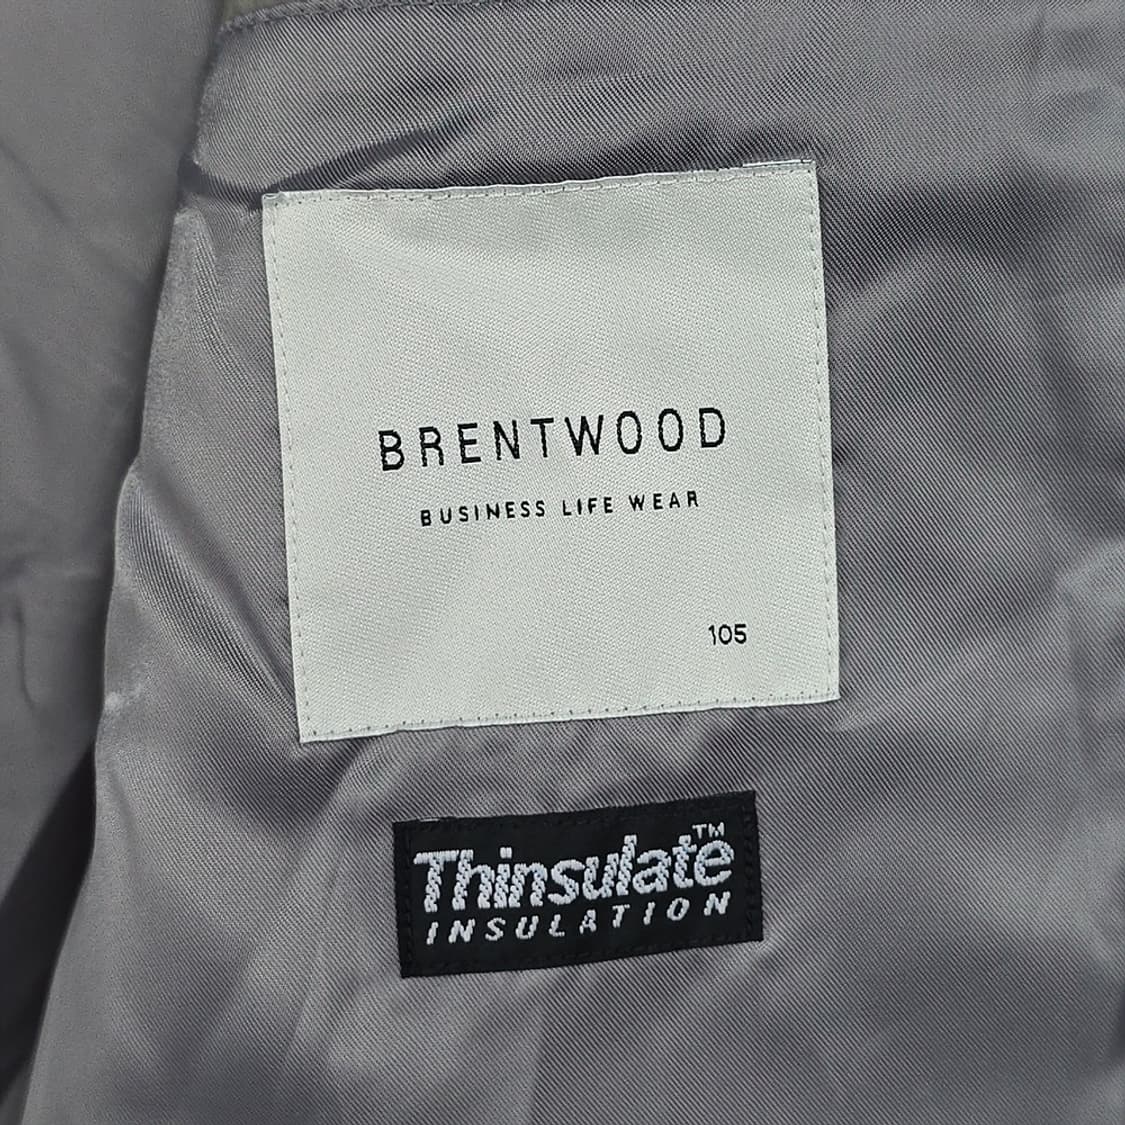 BRENTWOOD
BUSINESS LIFE WEAR
105
Thinsulate™
INSULATION